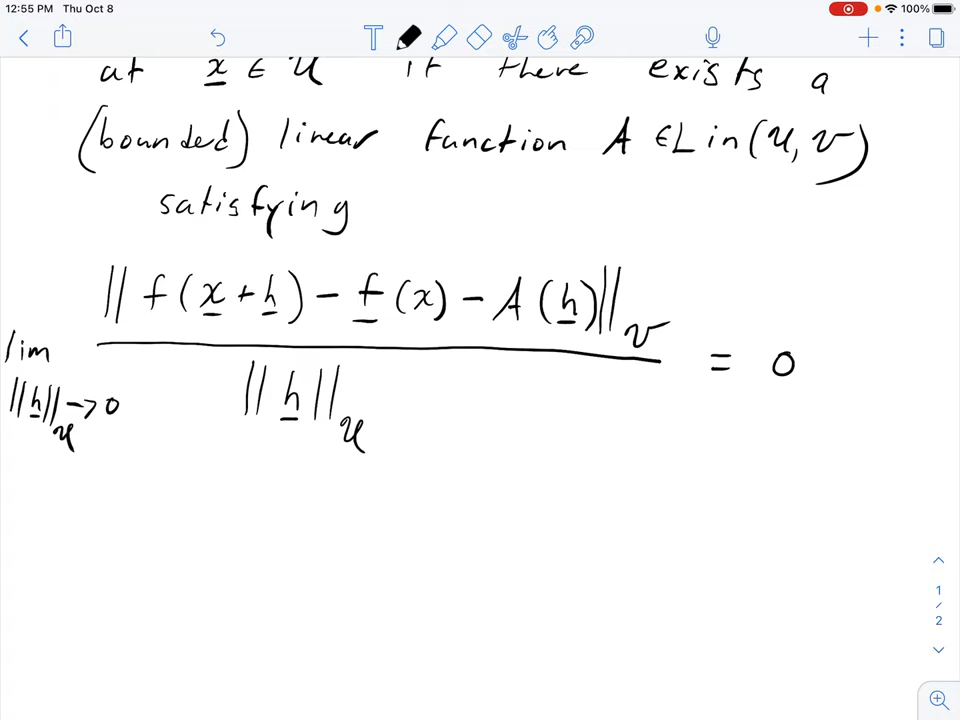 12:55 PM Thu Oct 8 100%
T
at x ∈ U if there exists a
(bounded) linear function A ∈ Lin(U, V)
satisfying
|| f(x+h) - f(x) - A(h)||_V
lim = 0
||h||_U → 0 || h ||_U
1
/
2